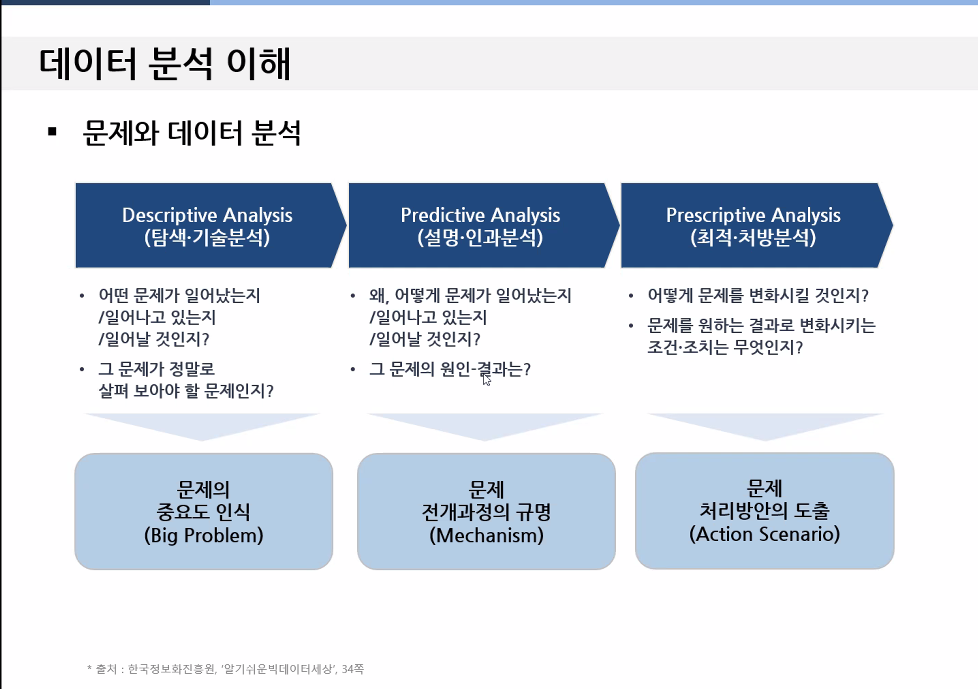 데이터 분석 이해
▪ 문제와 데이터 분석
Descriptive Analysis
(탐색·기술분석)
• 어떤 문제가 일어났는지
/일어나고 있는지
/일어날 것인지?
• 그 문제가 정말로
살펴 보아야 할 문제인지?
문제의
중요도 인식
(Big Problem)
Predictive Analysis
(설명·인과분석)
• 왜, 어떻게 문제가 일어났는지
/일어나고 있는지
/일어날 것인지?
• 그 문제의 원인-결과는?
문제
전개과정의 규명
(Mechanism)
Prescriptive Analysis
(최적·처방분석)
• 어떻게 문제를 변화시킬 것인지?
• 문제를 원하는 결과로 변화시키는
조건·조치는 무엇인지?
문제
처리방안의 도출
(Action Scenario)
* 출처 : 한국정보화진흥원, '알기쉬운빅데이터세상', 34쪽